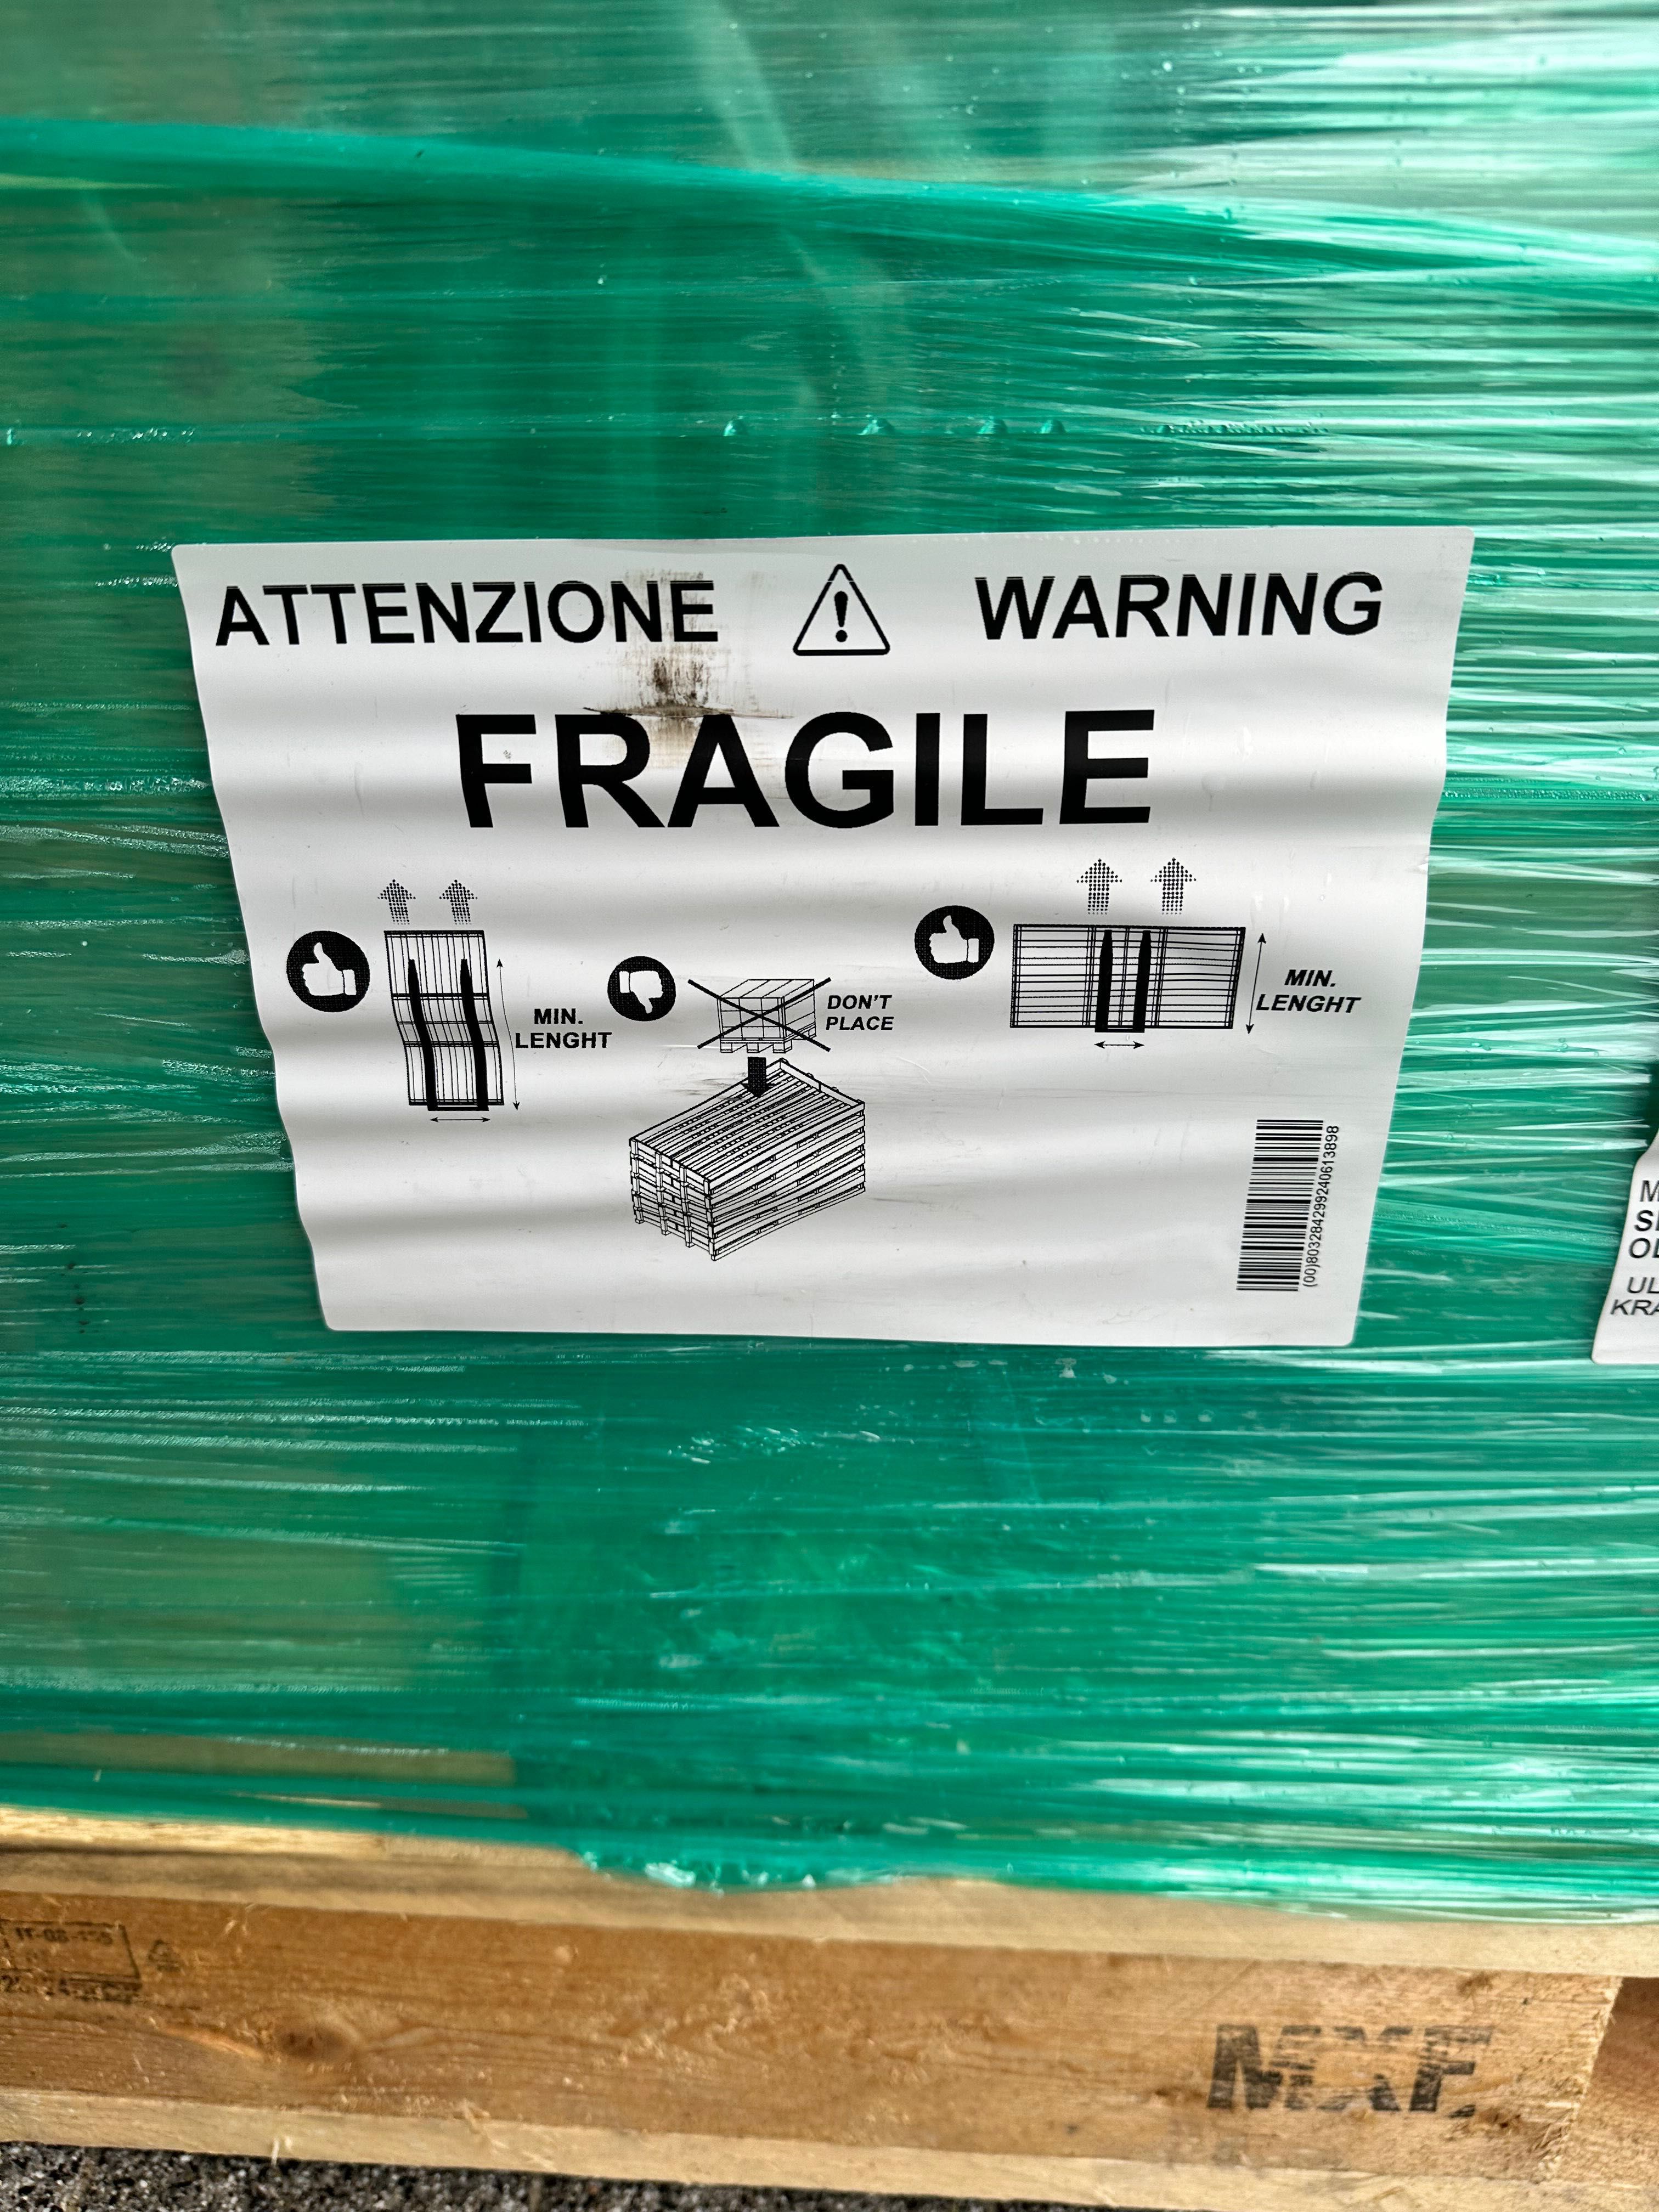 ATTENZIONE WARNING
FRAGILE
MIN.
LENGHT
DON'T
PLACE
MIN.
LENGHT
(00)803284299240613898
MXF